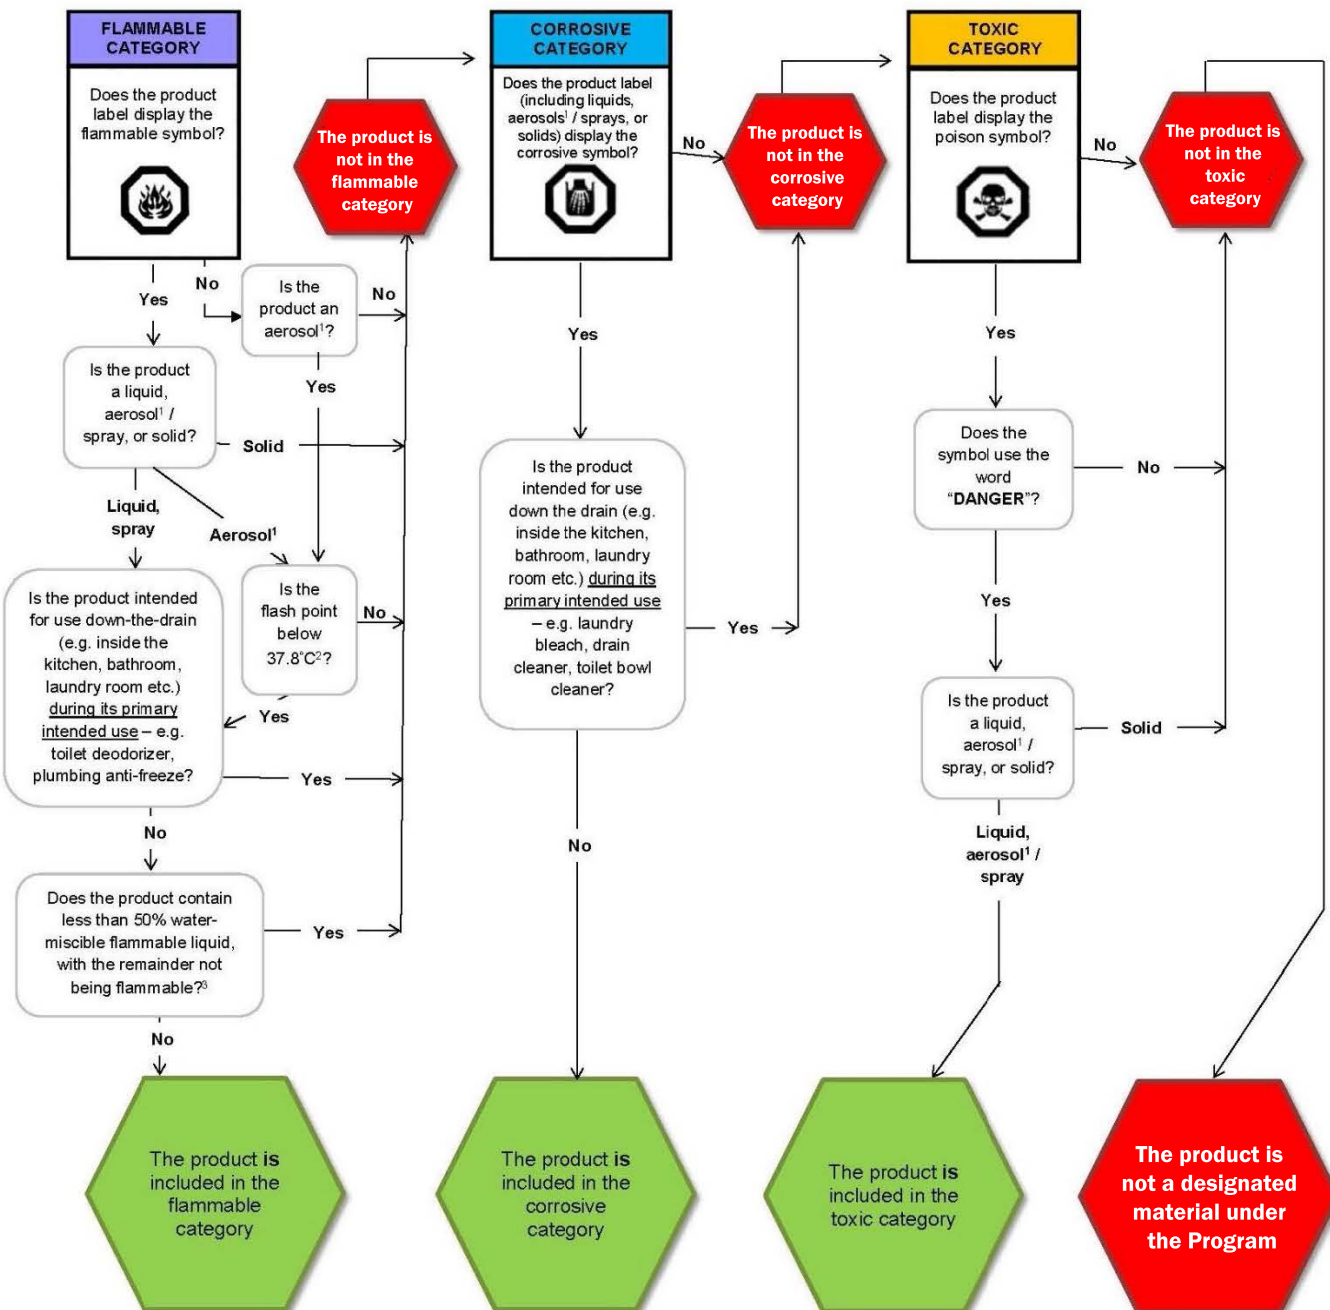 FLAMMABLE
CATEGORY
Does the product
label display the
flammable symbol?
The product is
not in the
flammable
category
Yes
No
Is the
product an
aerosol¹?
No
Yes
Is the product
a liquid,
aerosol¹ /
spray, or solid?
Solid
Liquid,
spray
Aerosol¹
Is the
flash point
below
37.8°C²?
No
Yes
Is the product intended
for use down-the-drain
(e.g. inside the
kitchen, bathroom,
laundry room etc.)
during its primary
intended use – e.g.
toilet deodorizer,
plumbing anti-freeze?
Yes
No
Does the product contain
less than 50% water-
miscible flammable liquid,
with the remainder not
being flammable?³
Yes
No
The product is
included in the
flammable
category
CORROSIVE
CATEGORY
Does the product label
(including liquids,
aerosols¹ / sprays, or
solids) display the
corrosive symbol?
No
The product is
not in the
corrosive
category
Yes
Is the product
intended for use
down the drain (e.g.
inside the kitchen,
bathroom, laundry
room etc.) during its
primary intended use
– e.g. laundry
bleach, drain
cleaner, toilet bowl
cleaner?
Yes
No
The product is
included in the
corrosive
category
TOXIC
CATEGORY
Does the product
label display the
poison symbol?
No
The product is
not in the
toxic
category
Yes
Does the
symbol use the
word
“DANGER”?
No
Yes
Is the product
a liquid,
aerosol¹ /
spray, or solid?
Solid
Liquid,
aerosol¹ /
spray
The product is
included in the
toxic category
The product is
not a designated
material under
the Program